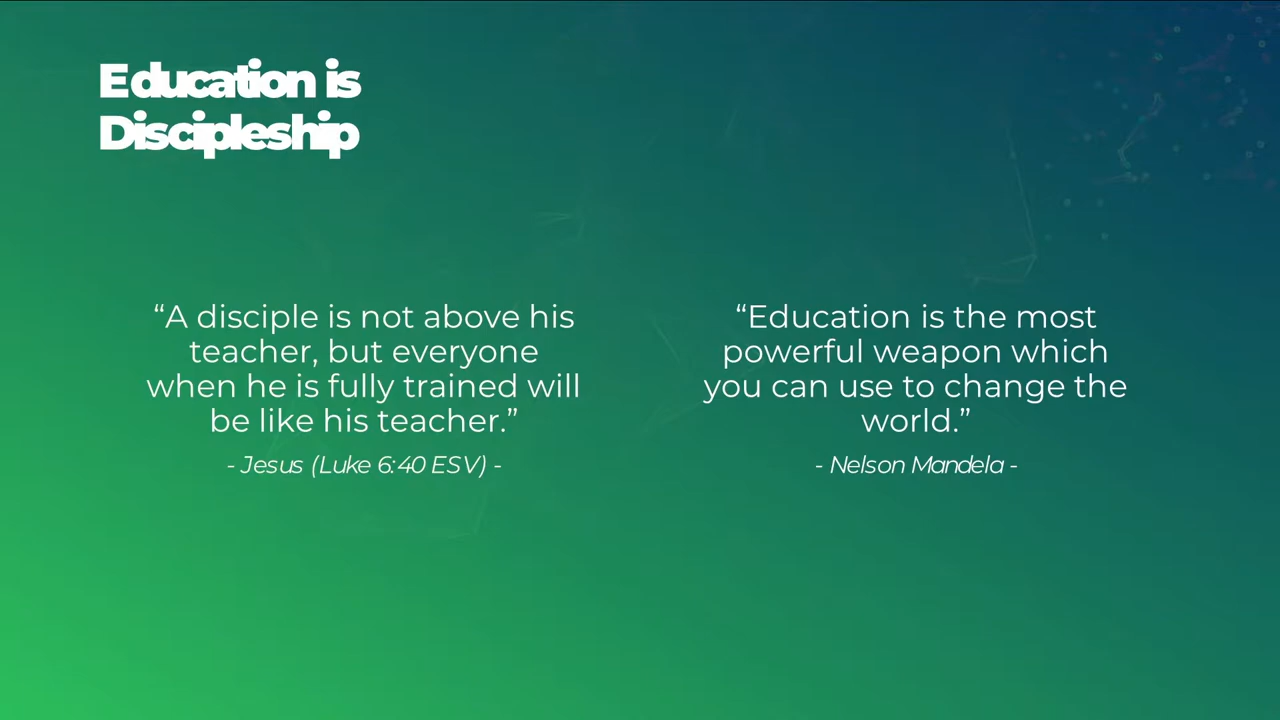 Education is
Discipleship
“A disciple is not above his
teacher, but everyone
when he is fully trained will
be like his teacher.”
- Jesus (Luke 6:40 ESV) -
“Education is the most
powerful weapon which
you can use to change the
world.”
- Nelson Mandela -